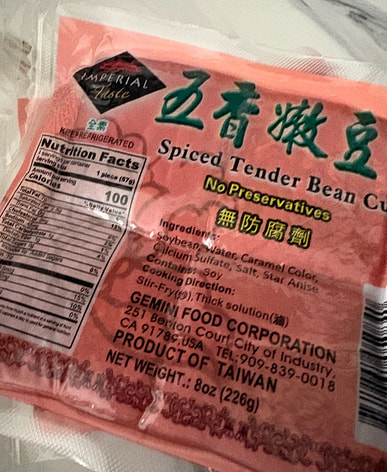 IMPERIAL
Taste
全素
KEEP REFRIGERATED
五香嫩豆
Spiced Tender Bean Cu
No Preservatives
無防腐劑
Nutrition Facts
1 piece (57g)
Calories
100
Ingredients:
Soybean, Water, Caramel Color,
Calcium Sulfate, Salt, Star Anise
Contains: Soy
Cooking Direction:
Stir-Fry(炒), Thick solution(滷)
GEMINI FOOD CORPORATION
251 Benton Court City of Industry,
CA 91789 USA TEL:909-839-0018
PRODUCT OF TAIWAN
NET WEIGHT.: 8oz (226g)